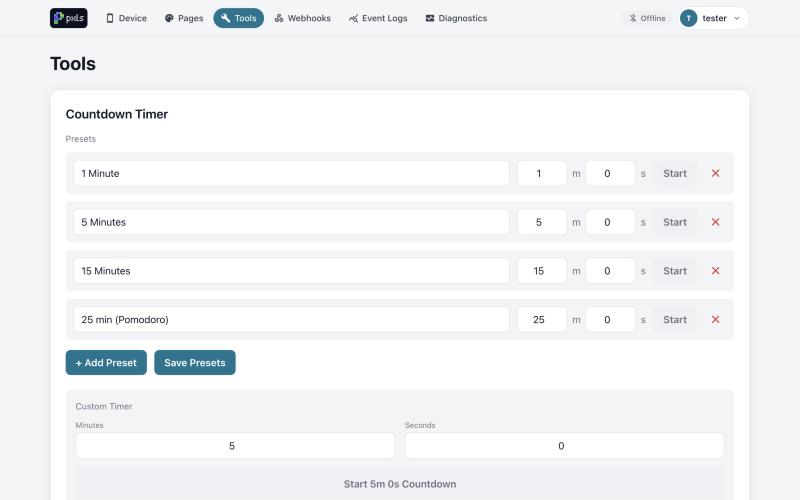 pxls Device Pages Tools Webhooks Event Logs Diagnostics Offline T tester
Tools
Countdown Timer
Presets
1 Minute 1 m 0 s Start
5 Minutes 5 m 0 s Start
15 Minutes 15 m 0 s Start
25 min (Pomodoro) 25 m 0 s Start
+ Add Preset Save Presets
Custom Timer
Minutes Seconds
5 0
Start 5m 0s Countdown